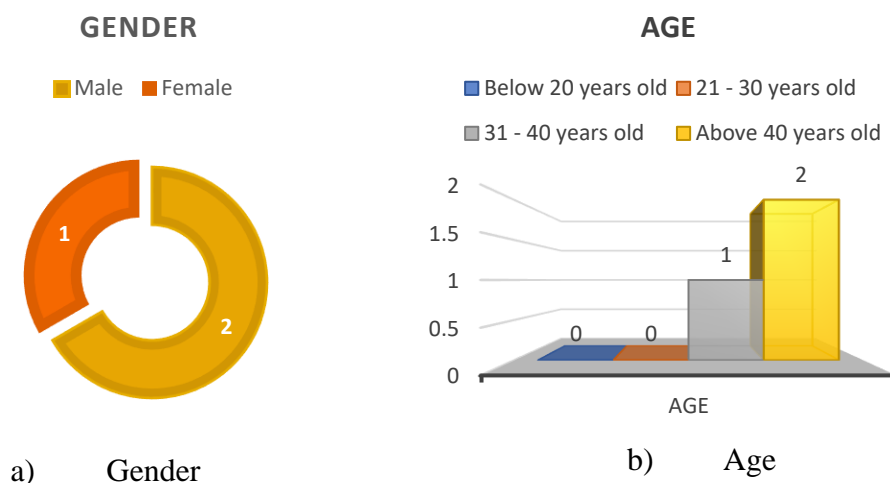 GENDER
Male Female
1
2
a) Gender
AGE
Below 20 years old 21 - 30 years old
31 - 40 years old Above 40 years old
2
1.5
1
0.5
0
0
0
1
2
AGE
b) Age